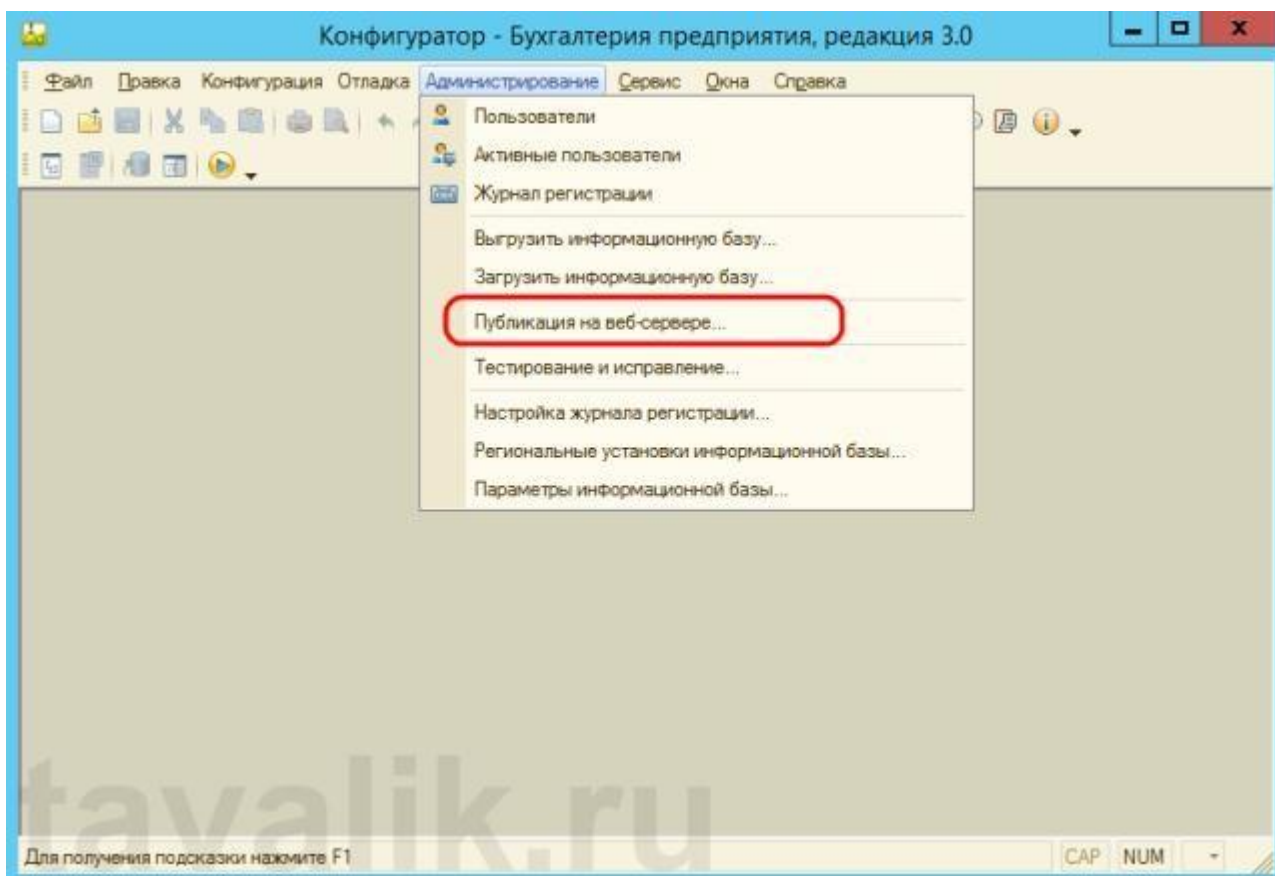 Конфигуратор - Бухгалтерия предприятия, редакция 3.0
Файл Правка Конфигурация Отладка Администрирование Сервис Окна Справка
Пользователи
Активные пользователи
Журнал регистрации
Выгрузить информационную базу...
Загрузить информационную базу...
Публикация на веб-сервере...
Тестирование и исправление...
Настройка журнала регистрации...
Региональные установки информационной базы...
Параметры информационной базы...
tavalik.ru
Для получения подсказки нажмите F1 CAP NUM